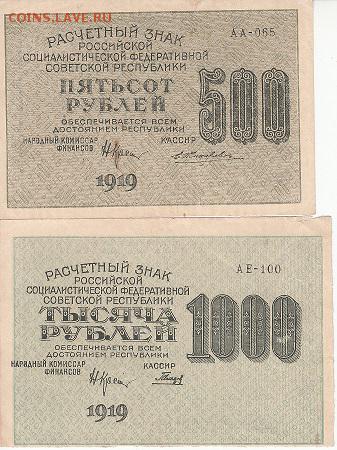 COINS.LAVE.RU
РАСЧЕТНЫЙ ЗНАК
РОССИЙСКОЙ
СОЦИАЛИСТИЧЕСКОЙ ФЕДЕРАТИВНОЙ
СОВЕТСКОЙ РЕСПУБЛИКИ
ПЯТЬСОТ
РУБЛЕЙ
ОБЕСПЕЧИВАЕТСЯ ВСЕМ
ДОСТОЯНИЕМ РЕСПУБЛИКИ
НАРОДНЫЙ КОМИССАР
ФИНАНСОВ
КАССИР
1919
АА-065
500
РАСЧЕТНЫЙ ЗНАК
РОССИЙСКОЙ
СОЦИАЛИСТИЧЕСКОЙ ФЕДЕРАТИВНОЙ
СОВЕТСКОЙ РЕСПУБЛИКИ
ТЫСЯЧА
РУБЛЕЙ
ОБЕСПЕЧИВАЕТСЯ ВСЕМ
ДОСТОЯНИЕМ РЕСПУБЛИКИ
НАРОДНЫЙ КОМИССАР
ФИНАНСОВ
КАССИР
1919
АЕ-100
1000